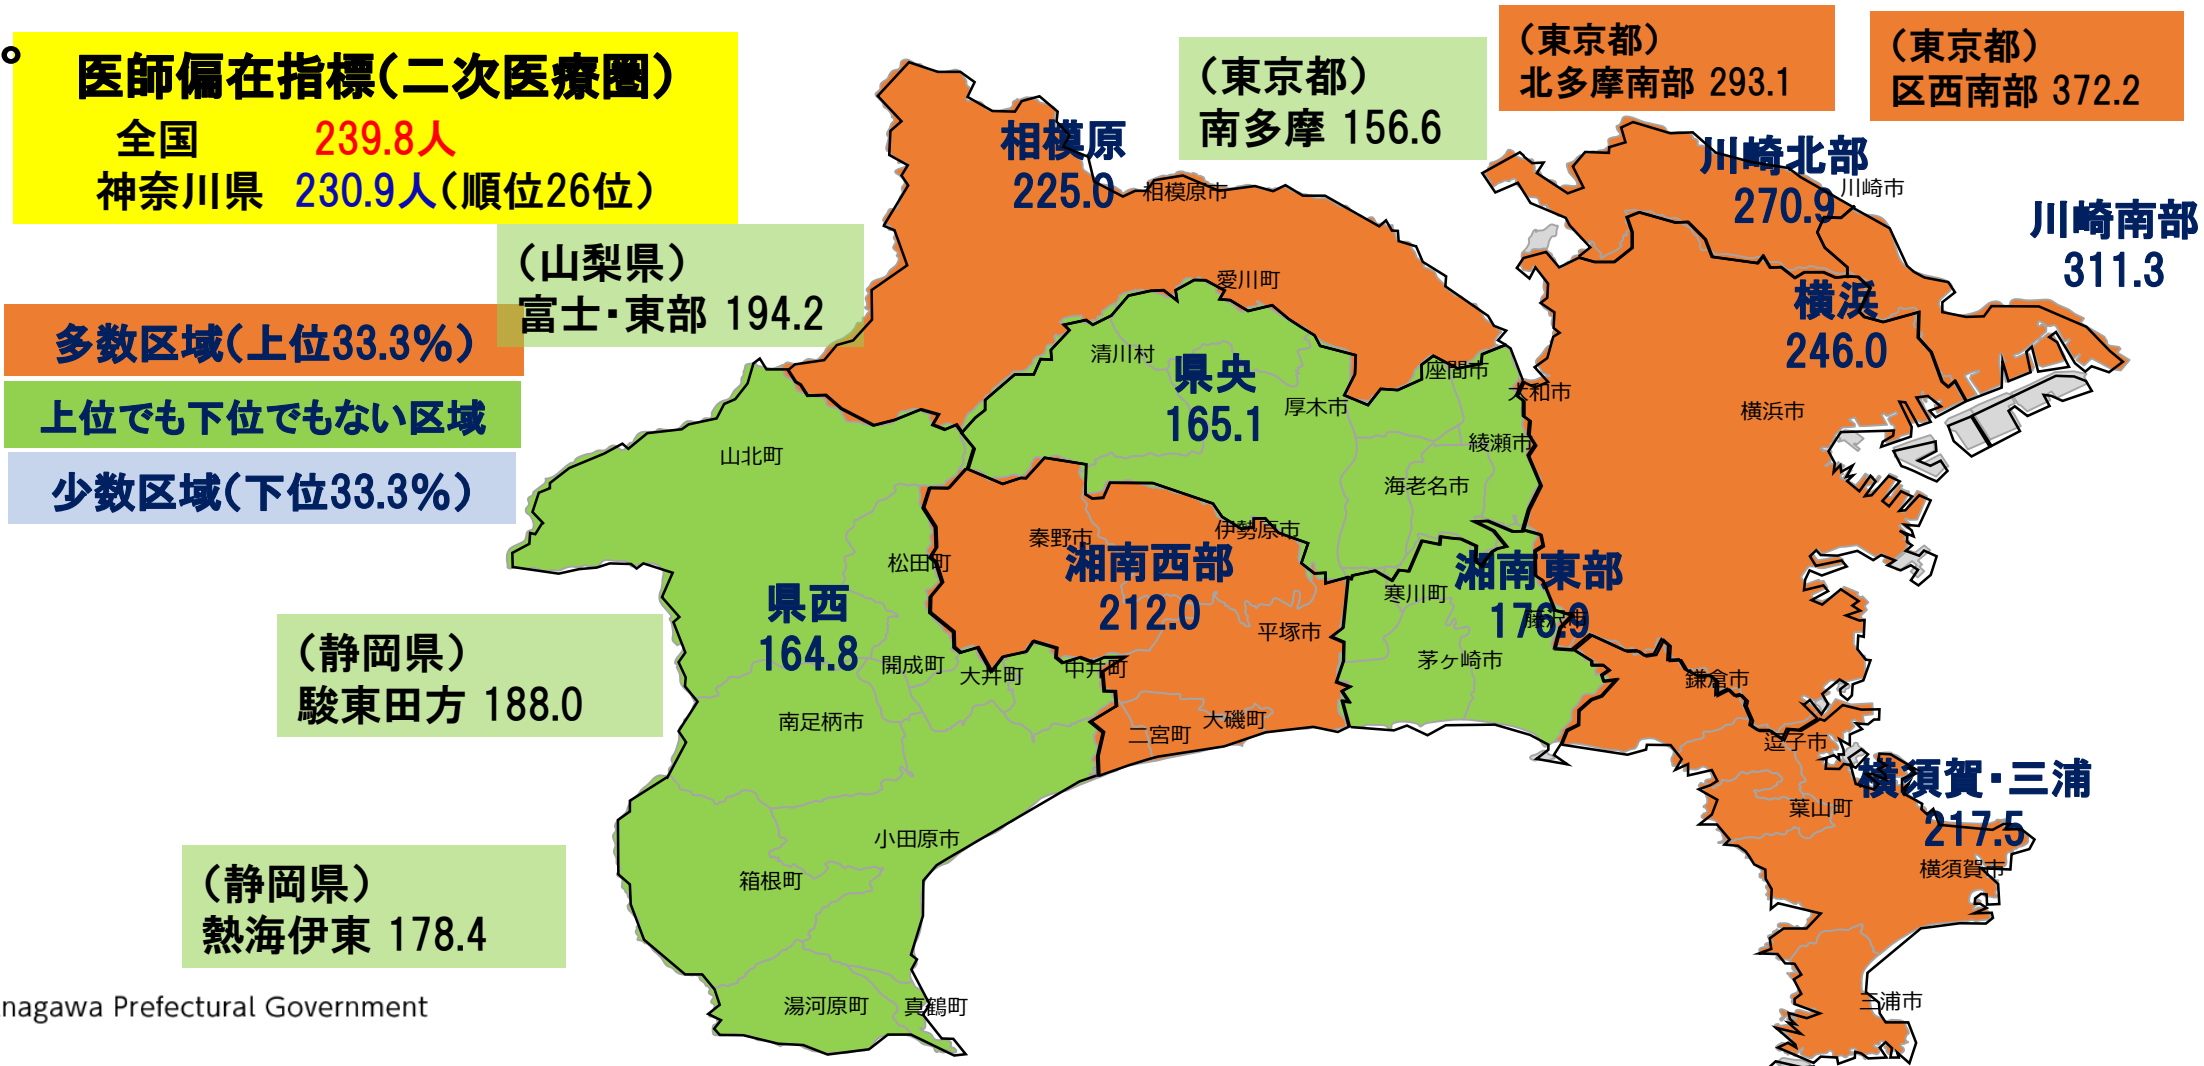 医師偏在指標（二次医療圏）
全国 239.8人
神奈川県 230.9人（順位26位）
多数区域（上位33.3％）
上位でも下位でもない区域
少数区域（下位33.3％）
（山梨県）
富士・東部 194.2
（東京都）
南多摩 156.6
（東京都）
北多摩南部 293.1
（東京都）
区西南部 372.2
（静岡県）
駿東田方 188.0
（静岡県）
熱海伊東 178.4
相模原
225.0
相模原市
愛川町
川崎北部
270.9
川崎市
川崎南部
311.3
横浜
246.0
横浜市
県央
165.1
清川村
厚木市
座間市
大和市
綾瀬市
海老名市
湘南西部
212.0
秦野市
伊勢原市
平塚市
大磯町
二宮町
湘南東部
176.9
寒川町
藤沢市
茅ヶ崎市
県西
164.8
山北町
松田町
開成町
大井町
中井町
南足柄市
小田原市
箱根町
湯河原町
真鶴町
横須賀・三浦
217.5
鎌倉市
逗子市
葉山町
横須賀市
三浦市
nagawa Prefectural Government